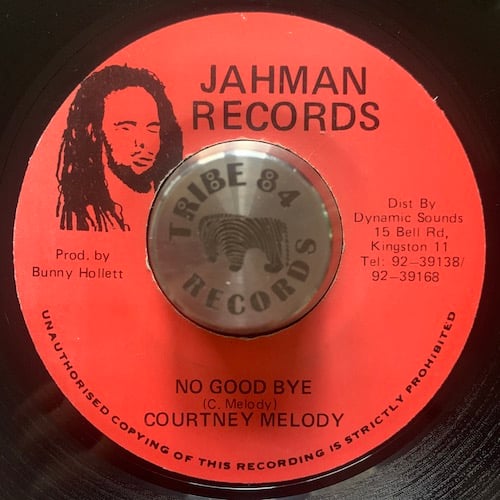 JAHMAN
RECORDS
TRIBE 84
RECORDS
Prod. by
Bunny Hollett
Dist By
Dynamic Sounds
15 Bell Rd,
Kingston 11
Tel: 92-39138/
92-39168
NO GOOD BYE
(C. Melody)
COURTNEY MELODY
UNAUTHORISED COPYING OF THIS RECORDING IS STRICTLY PROHIBITED